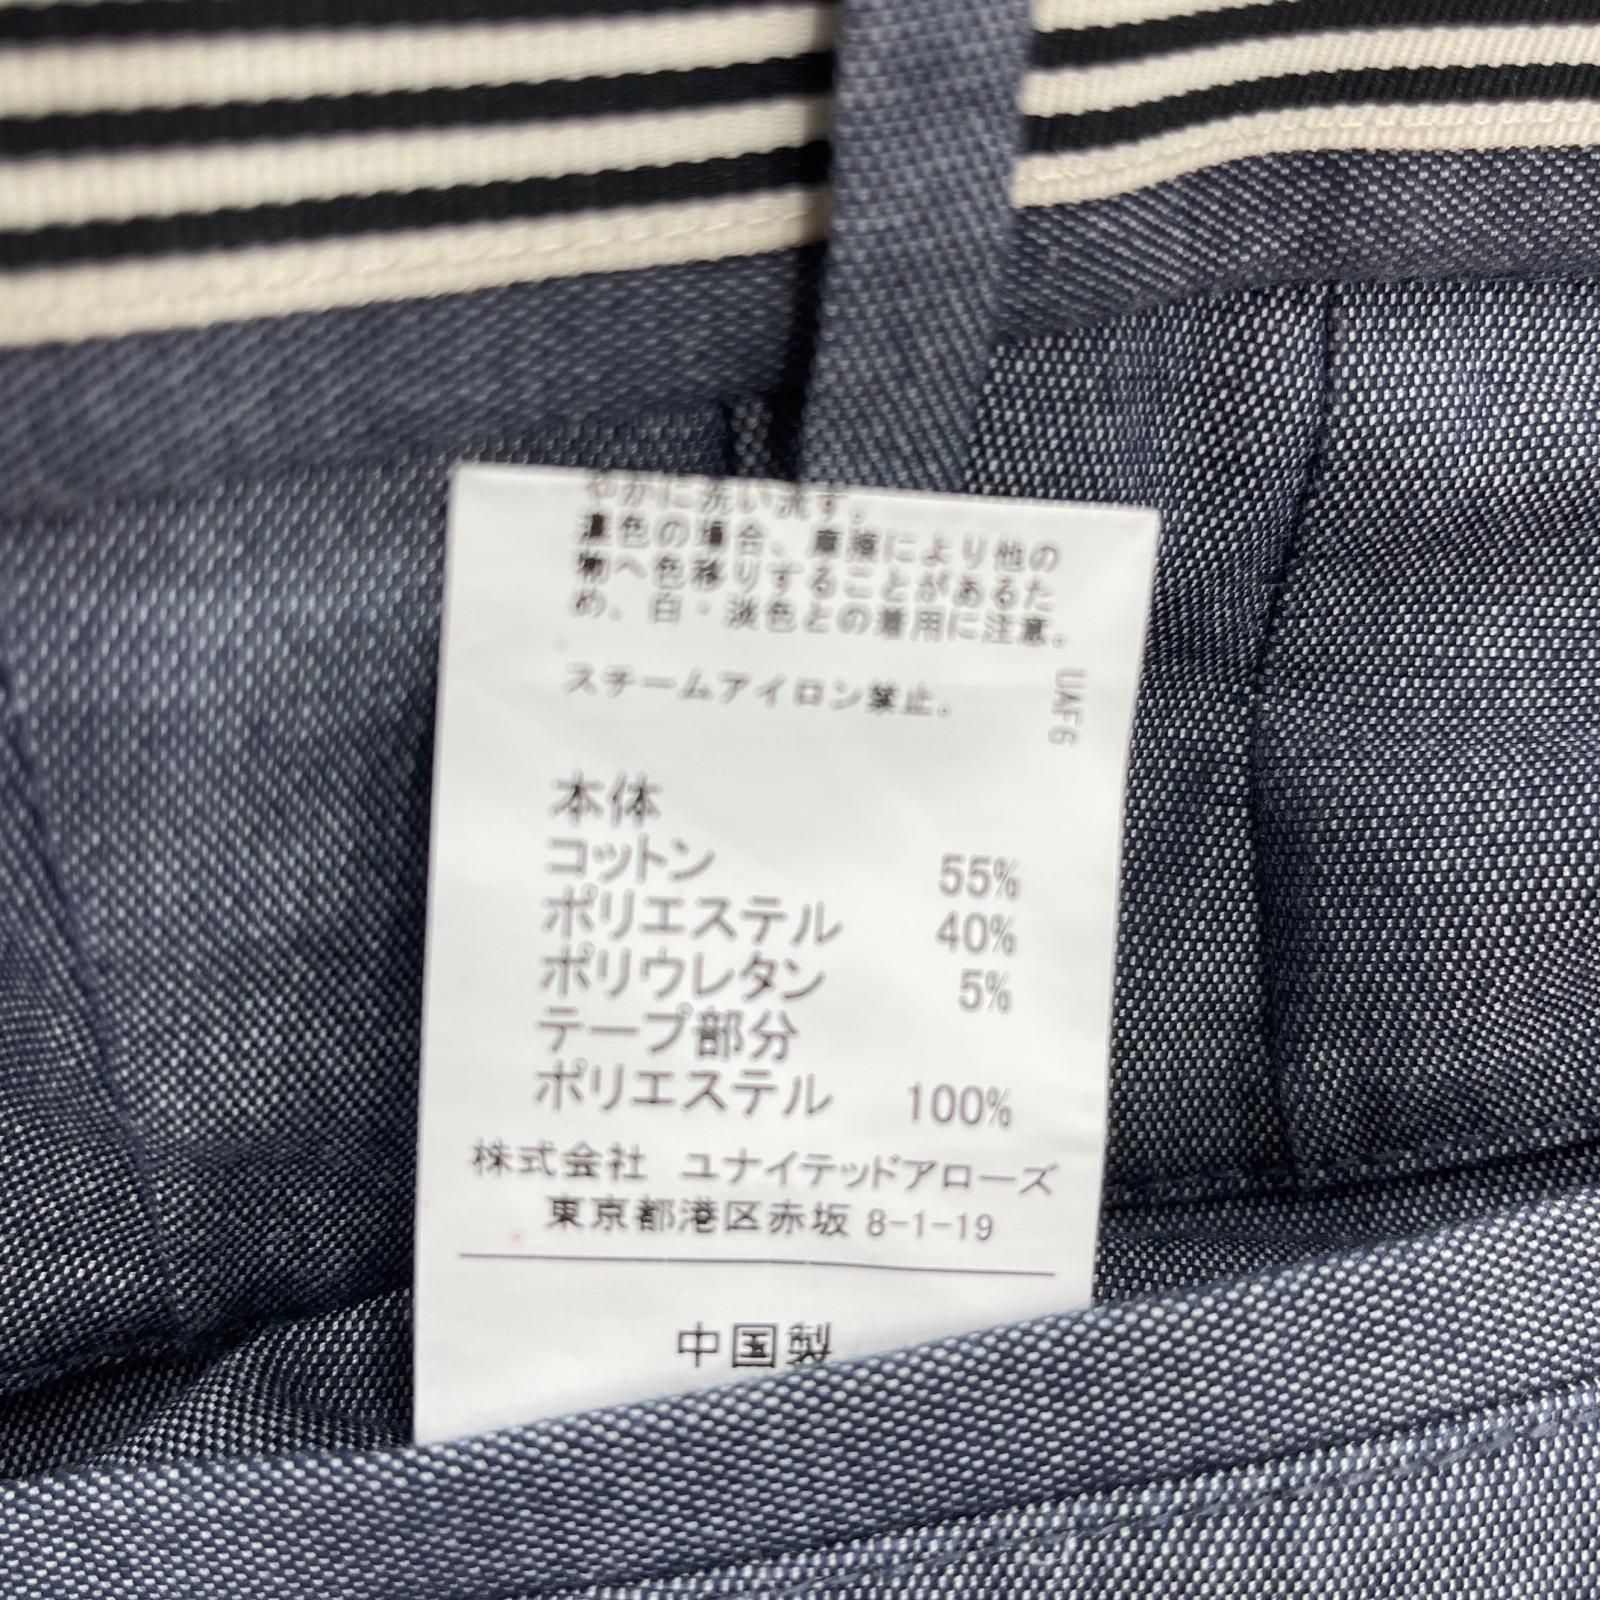 やかに洗い流す。
濃色の場合、摩擦により他の
物へ色移りすることがあるた
め、白・淡色との着用に注意。
スチームアイロン禁止。
UAF6
本体
コットン 55%
ポリエステル 40%
ポリウレタン 5%
テープ部分
ポリエステル 100%
株式会社 ユナイテッドアローズ
東京都港区赤坂 8-1-19
中国製